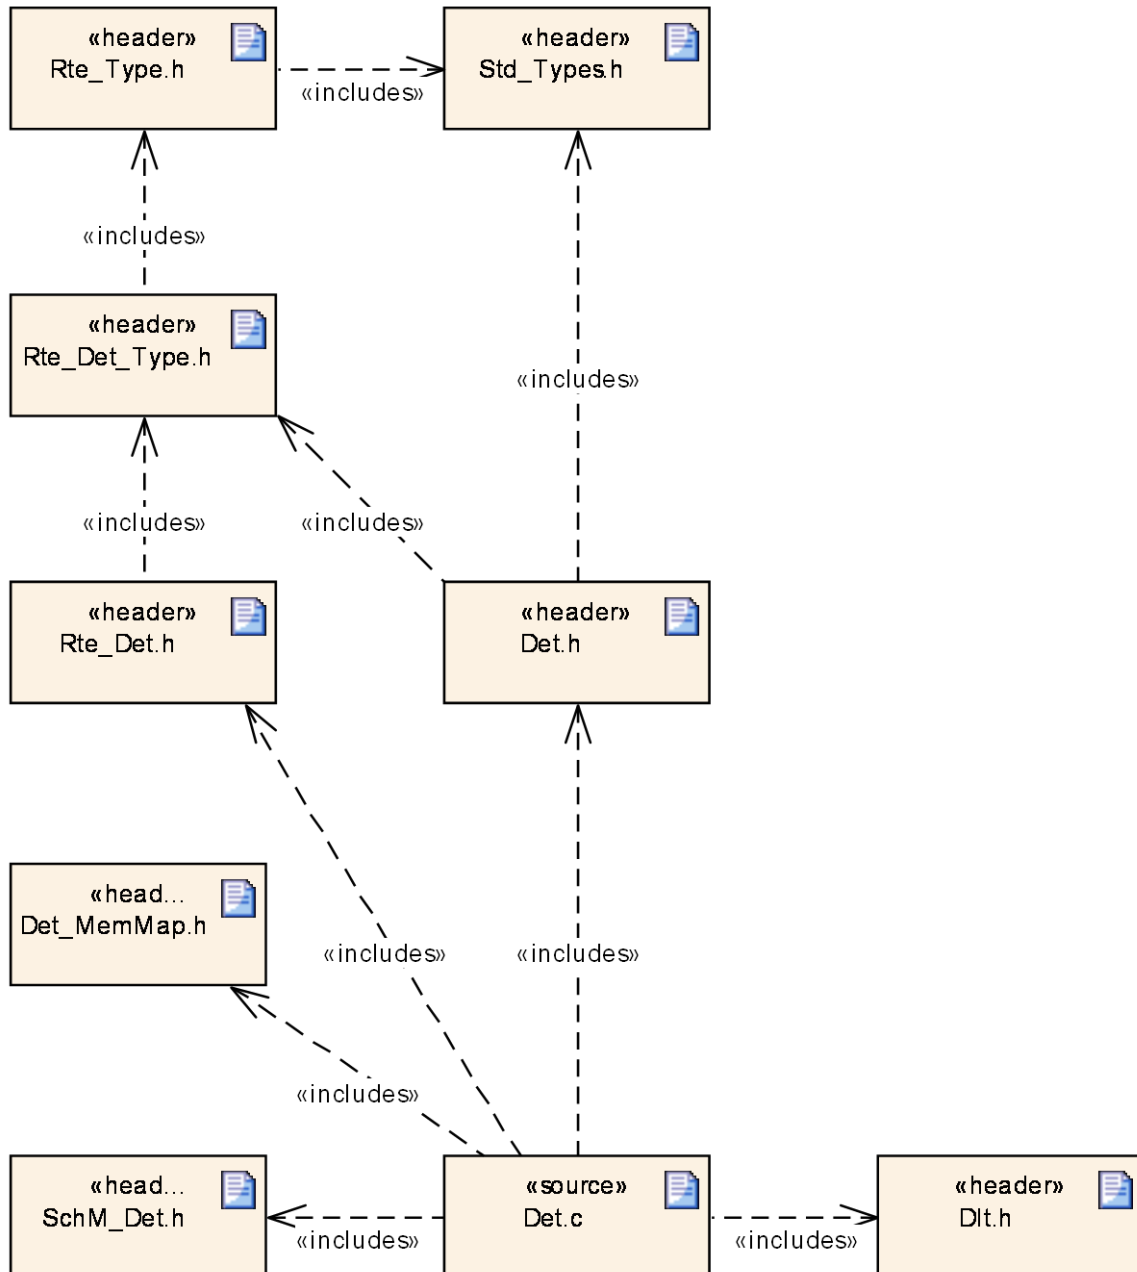 «header»
Rte_Type.h
«header»
Std_Types.h
«includes»
«includes»
«header»
Rte_Det_Type.h
«includes»
«includes»
«includes»
«header»
Rte_Det.h
«header»
Det.h
«head...
Det_MemMap.h
«includes»
«includes»
«includes»
«head...
SchM_Det.h
«source»
Det.c
«header»
Dlt.h
«includes»
«includes»